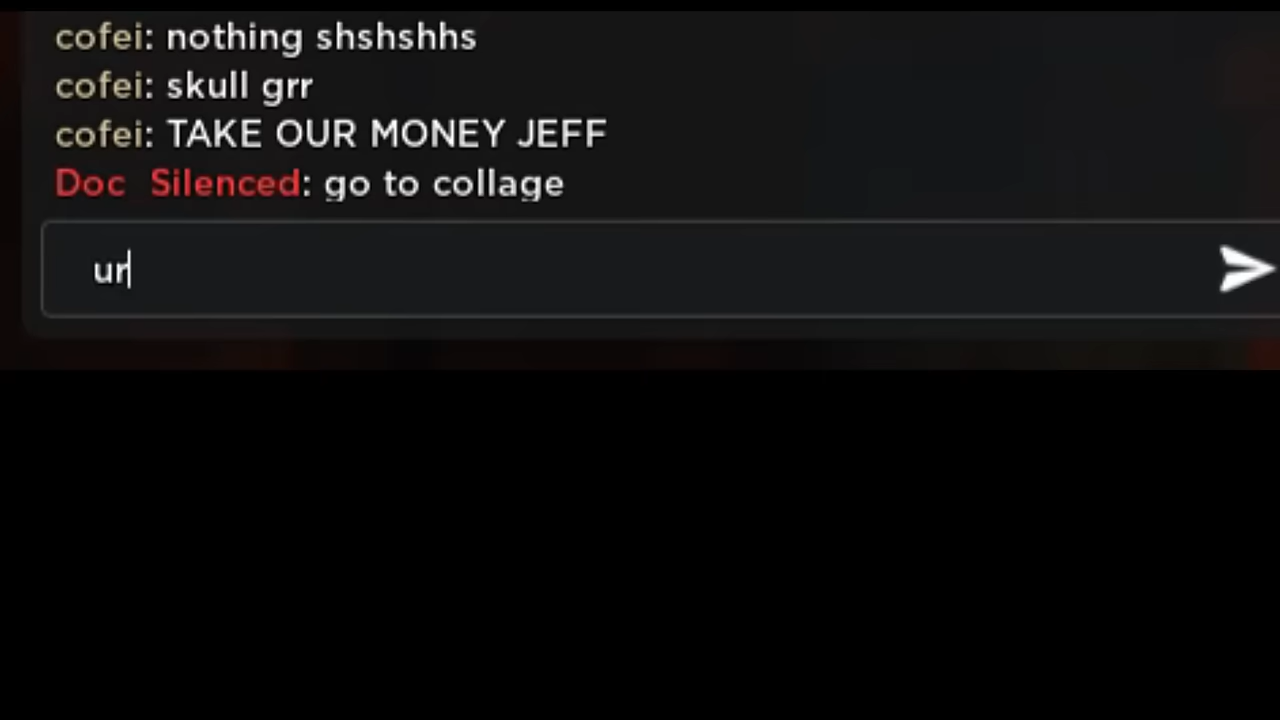 cofei: nothing shshshhs
cofei: skull grr
cofei: TAKE OUR MONEY JEFF
Doc Silenced: go to collage
ur